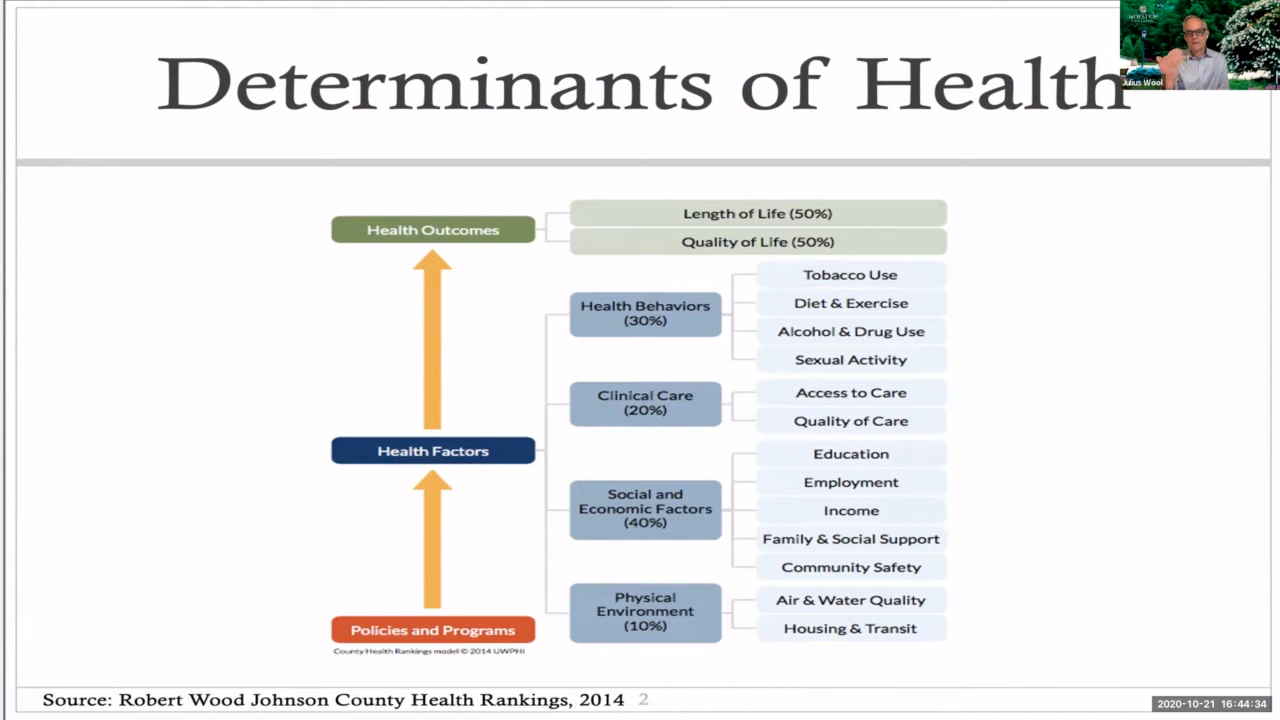 Determinants of Health
Julius Wool
Health Outcomes
Length of Life (50%)
Quality of Life (50%)
Health Behaviors
(30%)
Tobacco Use
Diet & Exercise
Alcohol & Drug Use
Sexual Activity
Clinical Care
(20%)
Access to Care
Quality of Care
Health Factors
Social and
Economic Factors
(40%)
Education
Employment
Income
Family & Social Support
Community Safety
Physical
Environment
(10%)
Air & Water Quality
Housing & Transit
Policies and Programs
County Health Rankings model © 2014 UWPHI
Source: Robert Wood Johnson County Health Rankings, 2014 2
2020-10-21 16:44:34